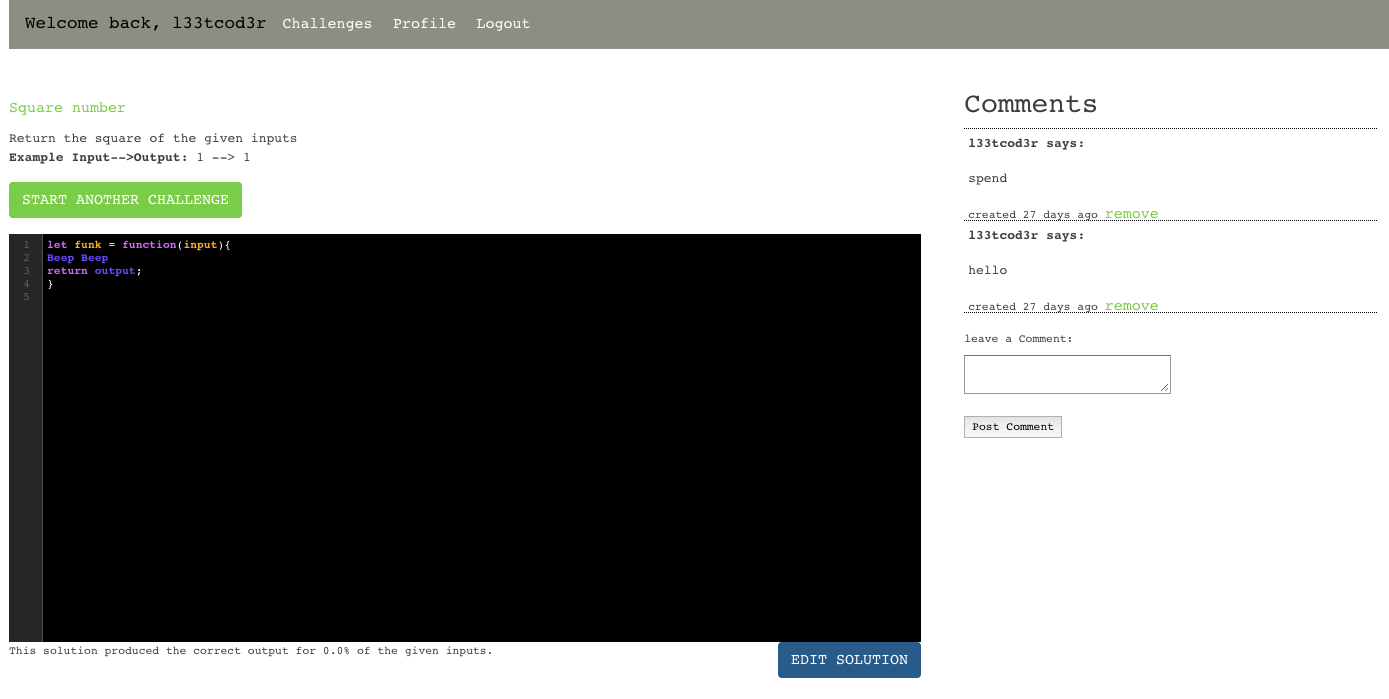 Welcome back, l33tcod3r Challenges Profile Logout
Square number
Return the square of the given inputs
Example Input-->Output: 1 --> 1
START ANOTHER CHALLENGE
1 let funk = function(input){
2 Beep Beep
3 return output;
4 }
5
This solution produced the correct output for 0.0% of the given inputs.
EDIT SOLUTION
Comments
l33tcod3r says:
spend
created 27 days ago remove
l33tcod3r says:
hello
created 27 days ago remove
leave a Comment:
Post Comment